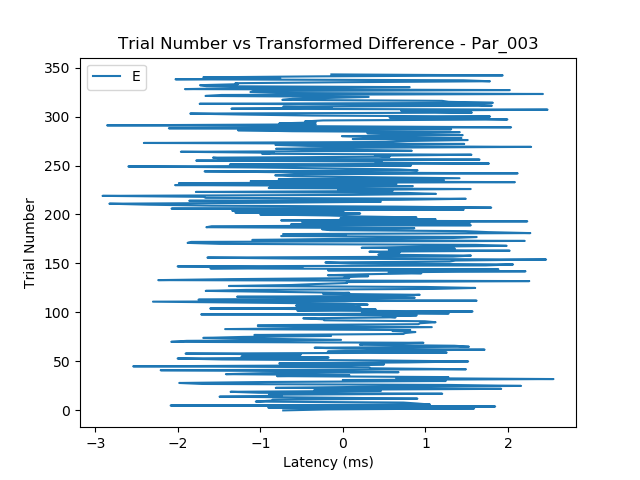 Trial Number vs Transformed Difference - Par_003
E
350
300
250
200
150
100
50
0
Trial Number
−3 −2 −1 0 1 2
Latency (ms)